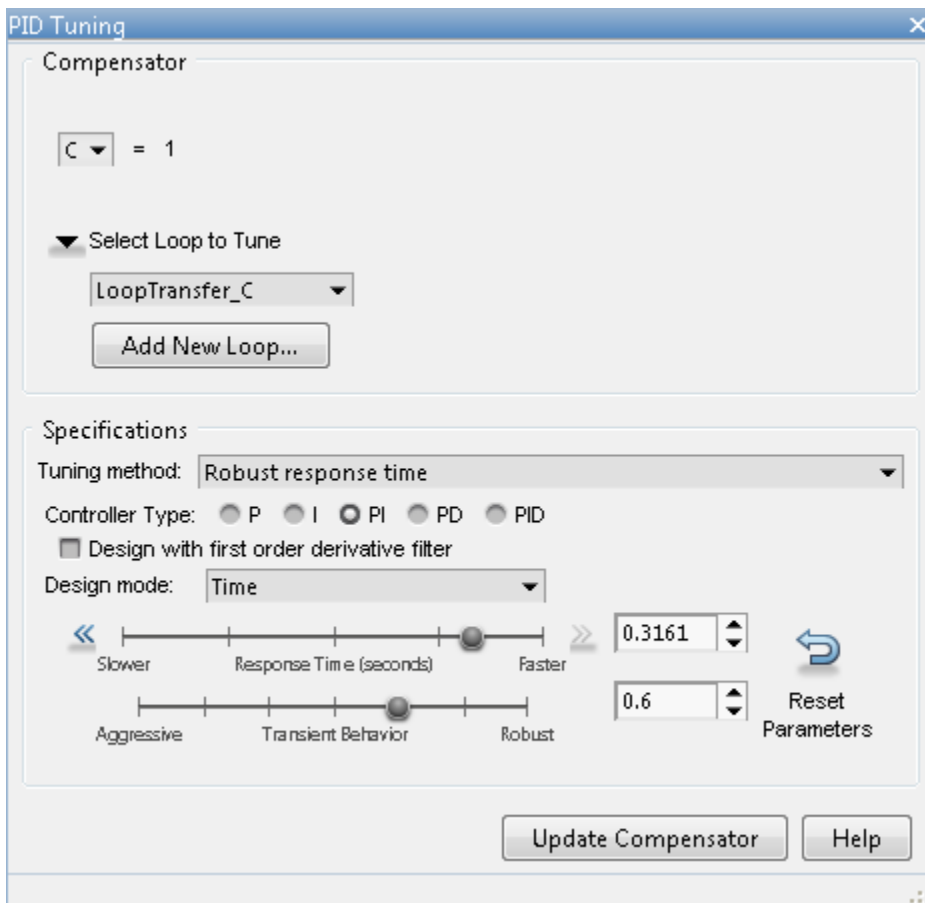 PID Tuning
Compensator
C = 1
Select Loop to Tune
LoopTransfer_C
Add New Loop...
Specifications
Tuning method: Robust response time
Controller Type: P I PI PD PID
Design with first order derivative filter
Design mode: Time
0.3161
Slower Response Time (seconds) Faster
0.6
Aggressive Transient Behavior Robust
Reset
Parameters
Update Compensator Help